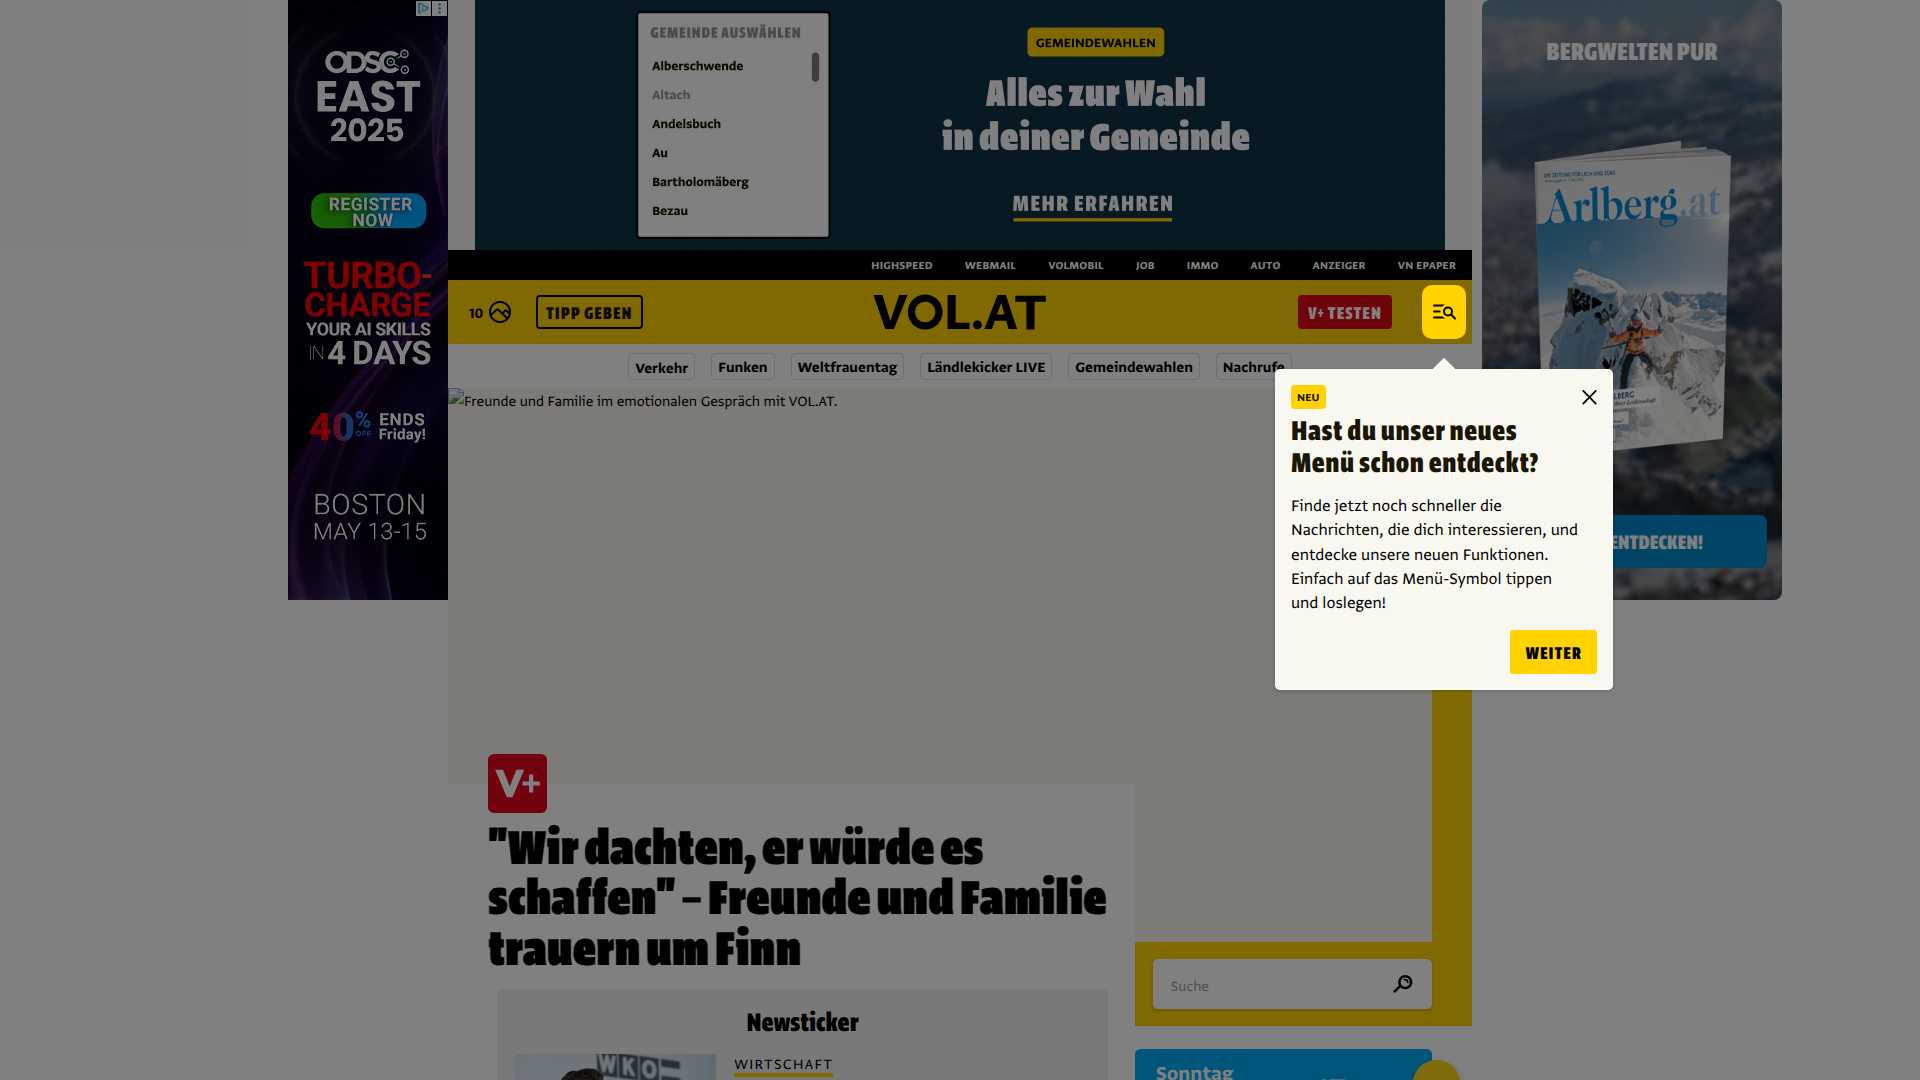 ODSC
EAST
2025
REGISTER
NOW
TURBO-
CHARGE
YOUR AI SKILLS
IN 4 DAYS
40% OFF ENDS
Friday!
BOSTON
MAY 13-15
GEMEINDE AUSWÄHLEN
Alberschwende
Altach
Andelsbuch
Au
Bartholomäberg
Bezau
GEMEINDEWAHLEN
Alles zur Wahl
in deiner Gemeinde
MEHR ERFAHREN
BERGWELTEN PUR
Arlberg.at
ENTDECKEN!
HIGHSPEED WEBMAIL VOLMOBIL JOB IMMO AUTO ANZEIGER VN EPAPER
10 TIPP GEBEN VOL.AT V+ TESTEN
Verkehr Funken Weltfrauentag Ländlekicker LIVE Gemeindewahlen Nachrufe
Freunde und Familie im emotionalen Gespräch mit VOL.AT.
NEU
Hast du unser neues
Menü schon entdeckt?
Finde jetzt noch schneller die
Nachrichten, die dich interessieren, und
entdecke unsere neuen Funktionen.
Einfach auf das Menü-Symbol tippen
und loslegen!
WEITER
V+
"Wir dachten, er würde es
schaffen" – Freunde und Familie
trauern um Finn
Suche
Newsticker
WKO
WIRTSCHAFT
Sonntag